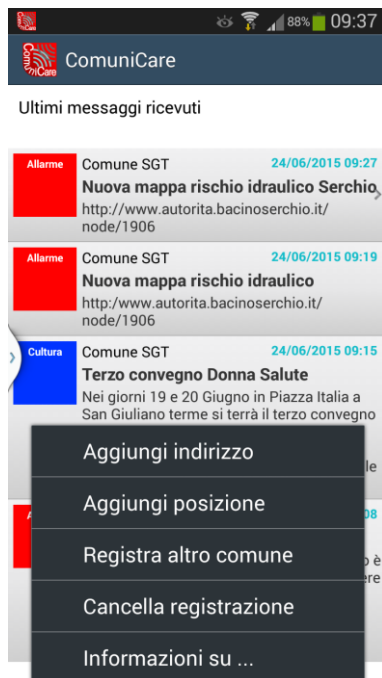 88% 09:37
ComuniCare ComuniCare
Ultimi messaggi ricevuti
Allarme Comune SGT 24/06/2015 09:27
Nuova mappa rischio idraulico Serchio
http://www.autorita.bacinoserchio.it/
node/1906
Allarme Comune SGT 24/06/2015 09:19
Nuova mappa rischio idraulico
http://www.autorita.bacinoserchio.it/
node/1906
Cultura Comune SGT 24/06/2015 09:15
Terzo convegno Donna Salute
Nei giorni 19 e 20 Giugno in Piazza Italia a
San Giuliano terme si terrà il terzo convegno
le
08
è
ere
Aggiungi indirizzo
Aggiungi posizione
Registra altro comune
Cancella registrazione
Informazioni su ...